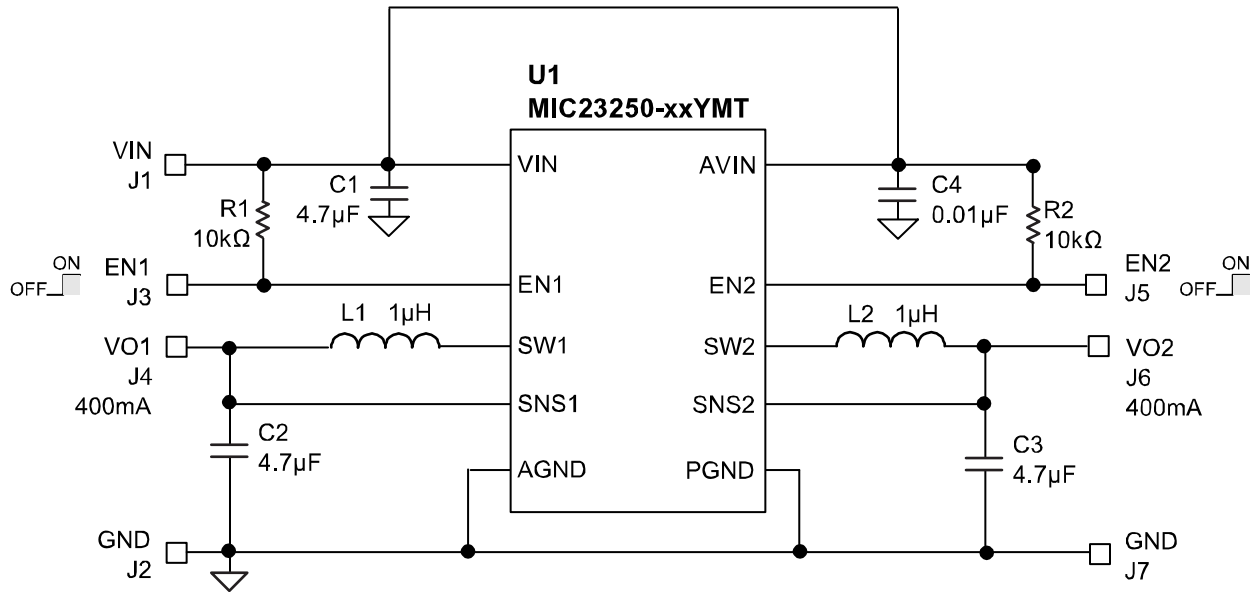 U1
MIC23250-xxYMT
VIN
J1
VIN
AVIN
C1
4.7µF
C4
0.01µF
R1
10kΩ
R2
10kΩ
ON
OFF
EN1
J3
EN1
EN2
EN2
J5
ON
OFF
L1 1µH
L2 1µH
VO1
J4
400mA
SW1
SW2
VO2
J6
400mA
SNS1
SNS2
C2
4.7µF
C3
4.7µF
AGND
PGND
GND
J2
GND
J7